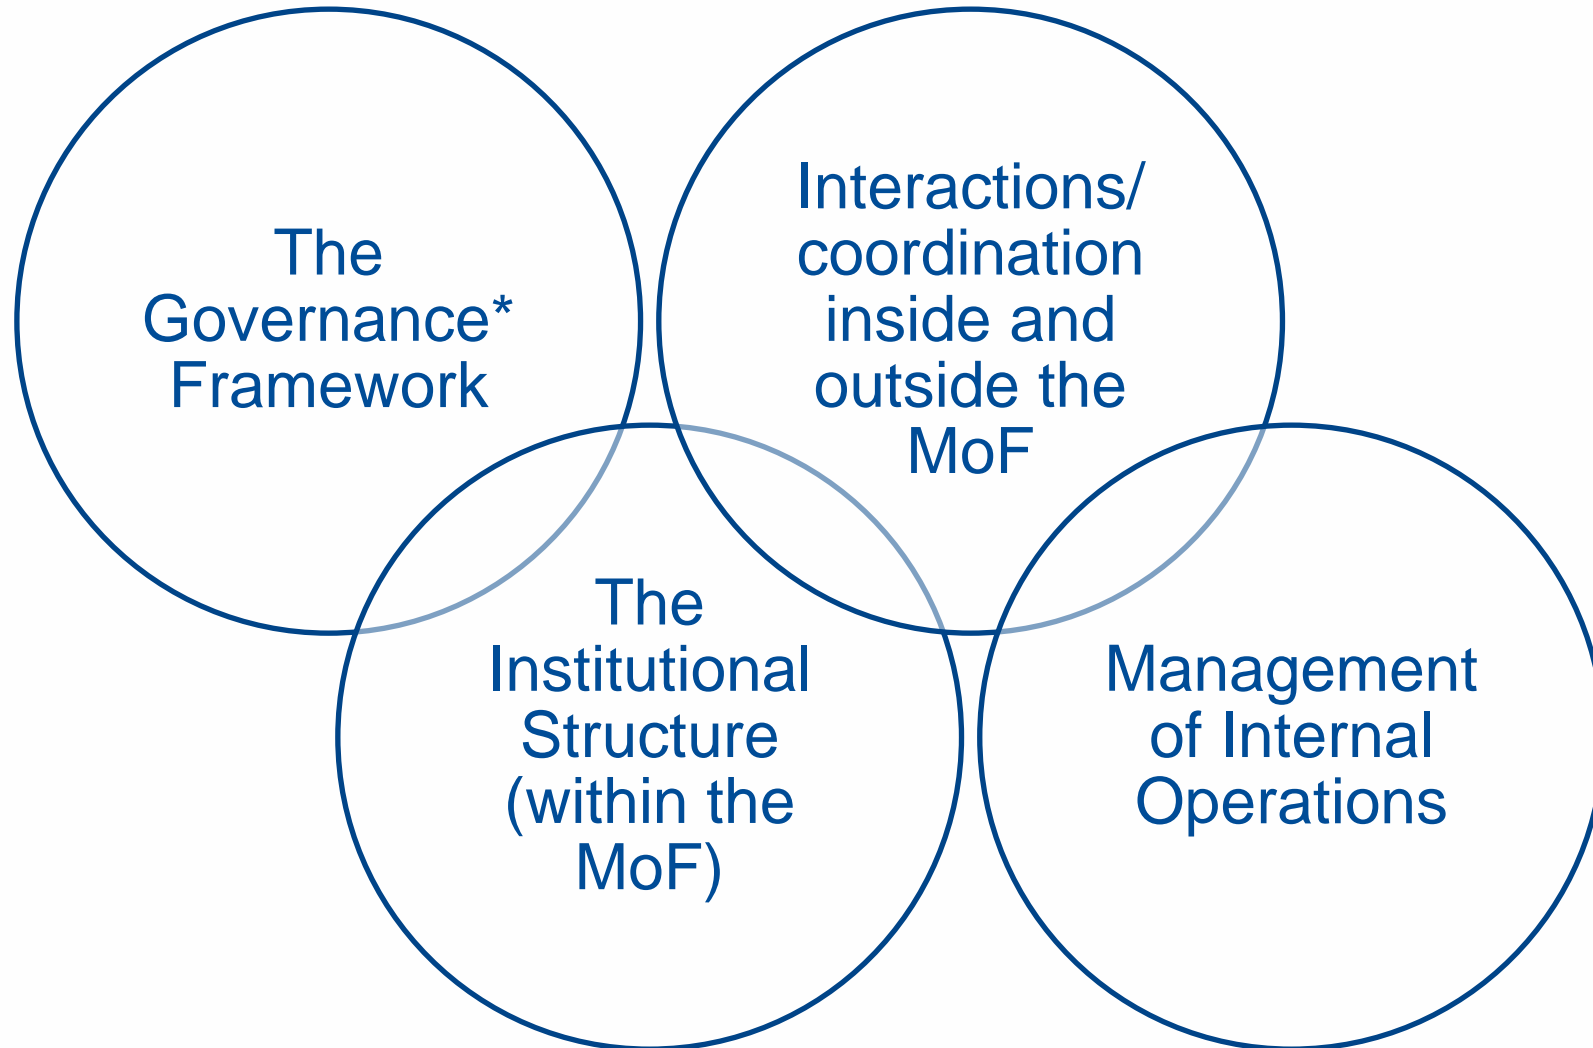 The
Governance*
Framework
Interactions/
coordination
inside and
outside the
MoF
The
Institutional
Structure
(within the
MoF)
Management
of Internal
Operations